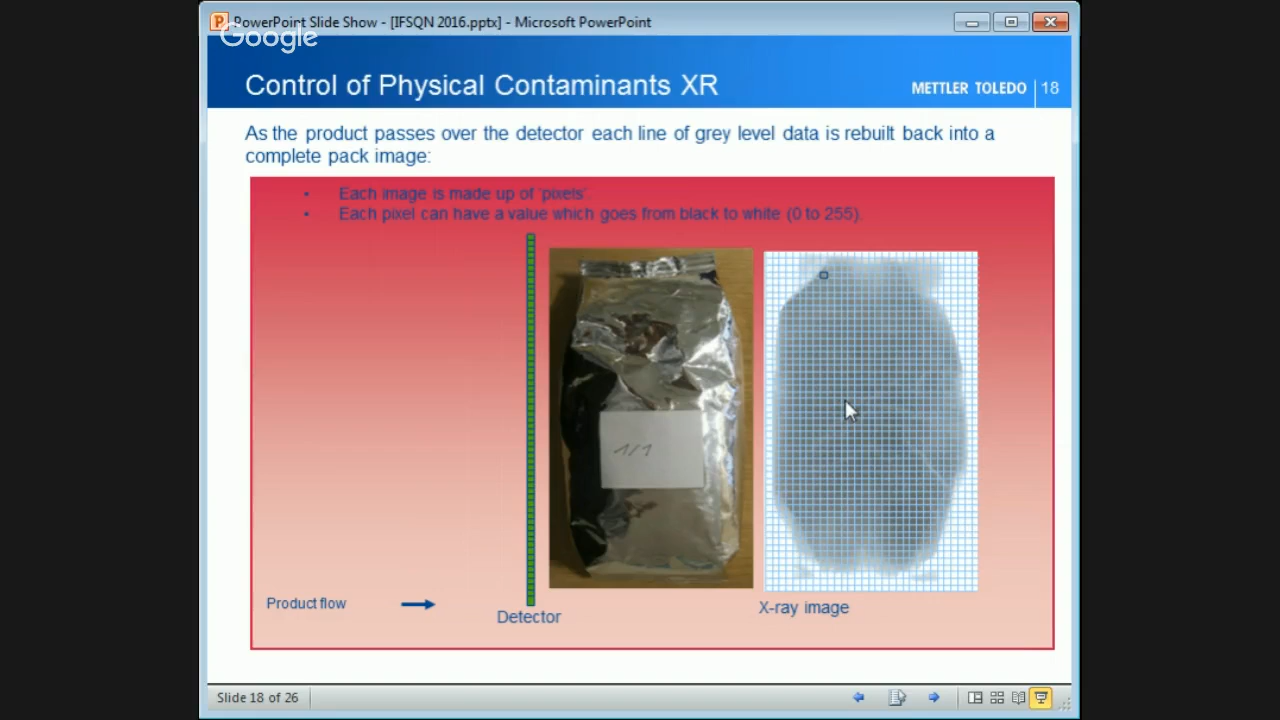 PowerPoint Slide Show - [IFSQN 2016.pptx] - Microsoft PowerPoint
Google
Control of Physical Contaminants XR
METTLER TOLEDO 18
As the product passes over the detector each line of grey level data is rebuilt back into a
complete pack image:
• Each image is made up of 'pixels'.
• Each pixel can have a value which goes from black to white (0 to 255).
1/1
Product flow
Detector
X-ray image
Slide 18 of 26